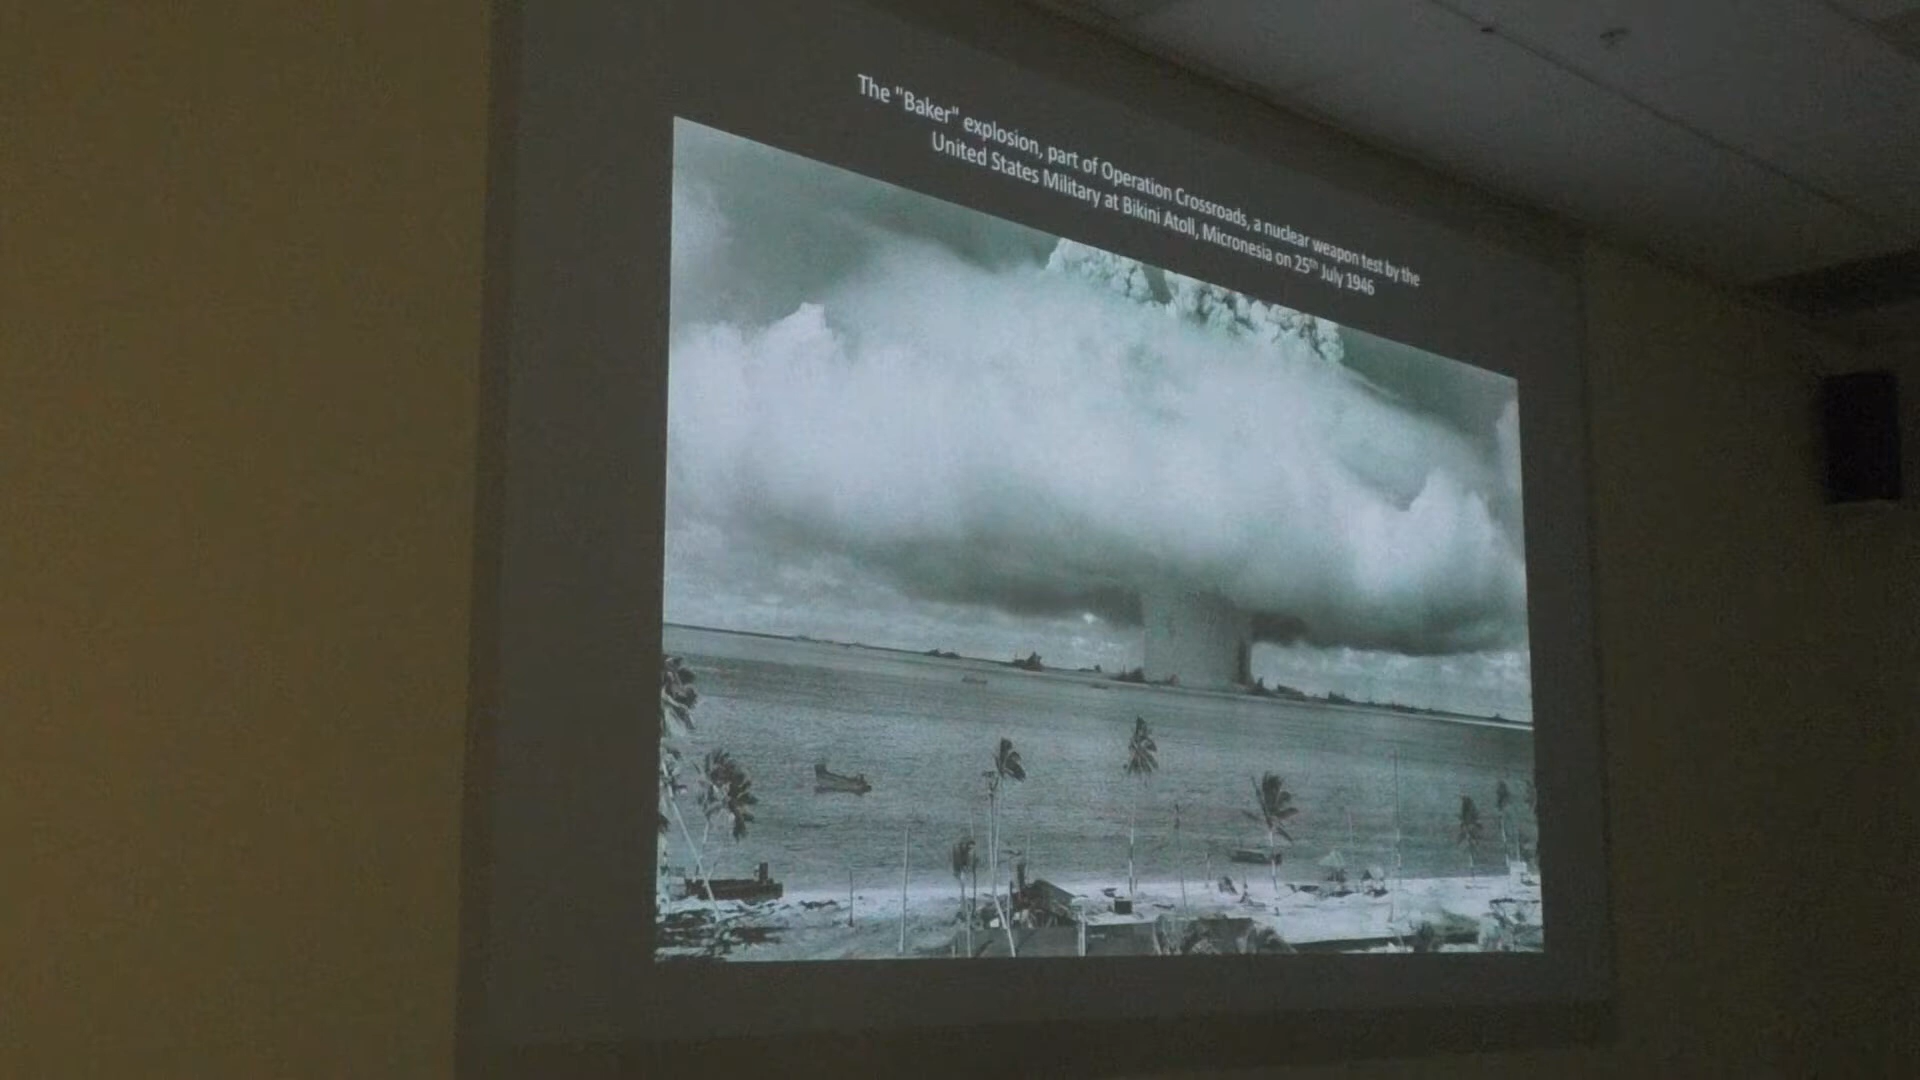 The "Baker" explosion, part of Operation Crossroads, a nuclear weapon test by the
United States Military at Bikini Atoll, Micronesia on 25th July 1946